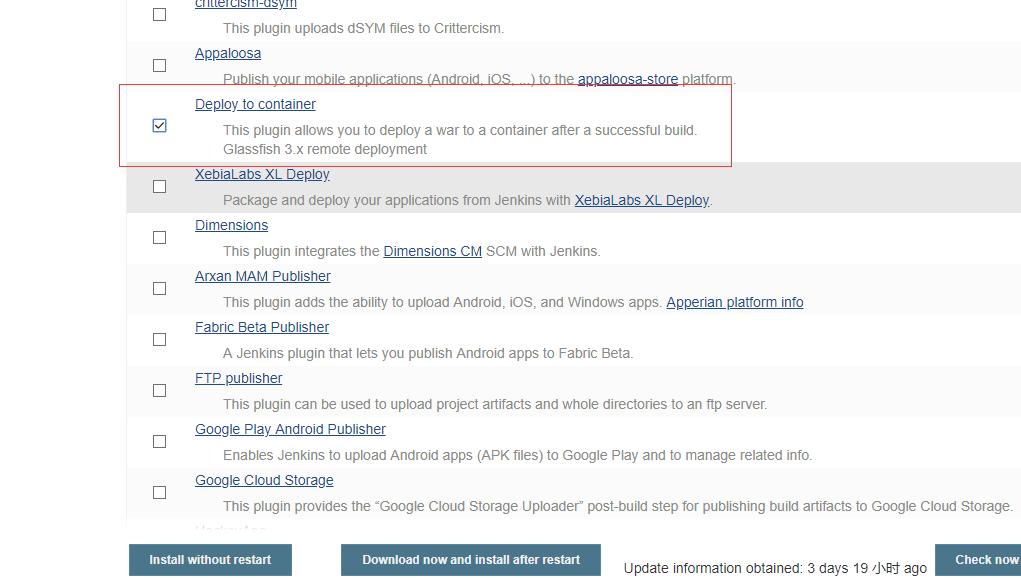 crittercism-dsym
This plugin uploads dSYM files to Crittercism.
Appaloosa
Publish your mobile applications (Android, iOS, ...) to the appaloosa-store platform.
Deploy to container
This plugin allows you to deploy a war to a container after a successful build.
Glassfish 3.x remote deployment
XebiaLabs XL Deploy
Package and deploy your applications from Jenkins with XebiaLabs XL Deploy.
Dimensions
This plugin integrates the Dimensions CM SCM with Jenkins.
Arxan MAM Publisher
This plugin adds the ability to upload Android, iOS, and Windows apps. Apperian platform info
Fabric Beta Publisher
A Jenkins plugin that lets you publish Android apps to Fabric Beta.
FTP publisher
This plugin can be used to upload project artifacts and whole directories to an ftp server.
Google Play Android Publisher
Enables Jenkins to upload Android apps (APK files) to Google Play and to manage related info.
Google Cloud Storage
This plugin provides the “Google Cloud Storage Uploader” post-build step for publishing build artifacts to Google Cloud Storage.
Install without restart
Download now and install after restart
Update information obtained: 3 days 19 小时 ago
Check now